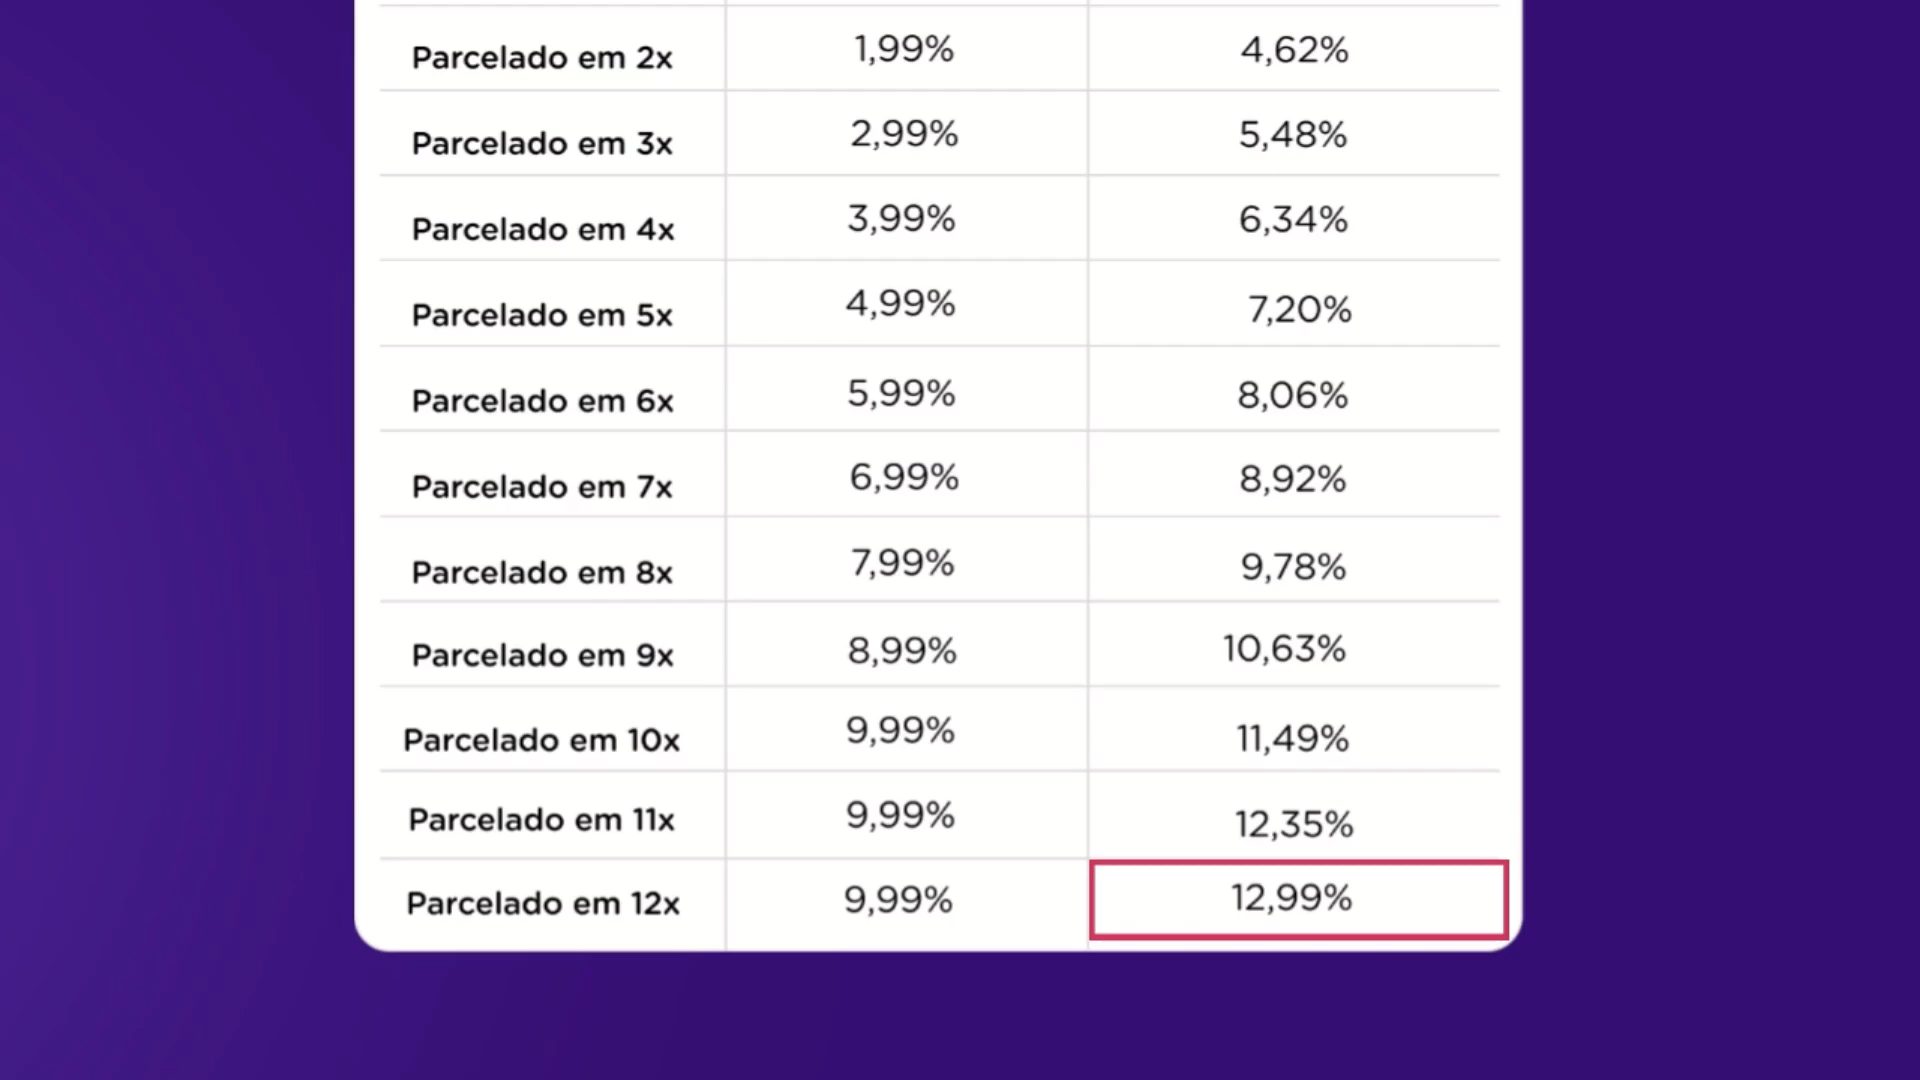 Parcelado em 2x 1,99% 4,62%
Parcelado em 3x 2,99% 5,48%
Parcelado em 4x 3,99% 6,34%
Parcelado em 5x 4,99% 7,20%
Parcelado em 6x 5,99% 8,06%
Parcelado em 7x 6,99% 8,92%
Parcelado em 8x 7,99% 9,78%
Parcelado em 9x 8,99% 10,63%
Parcelado em 10x 9,99% 11,49%
Parcelado em 11x 9,99% 12,35%
Parcelado em 12x 9,99% 12,99%